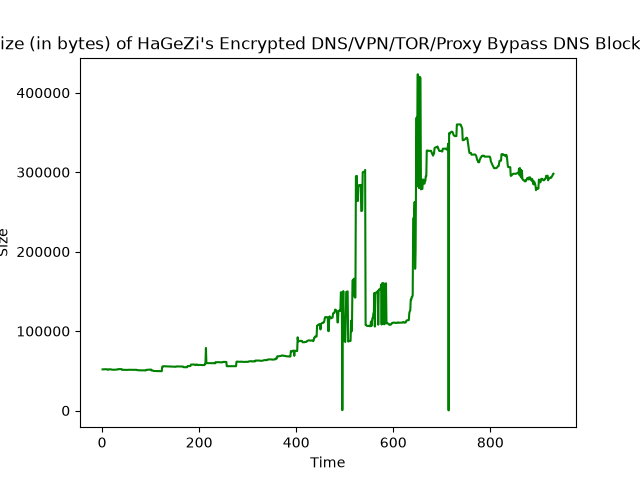 ize (in bytes) of HaGeZi's Encrypted DNS/VPN/TOR/Proxy Bypass DNS Block
400000
300000
200000
100000
0
Size
0 200 400 600 800
Time